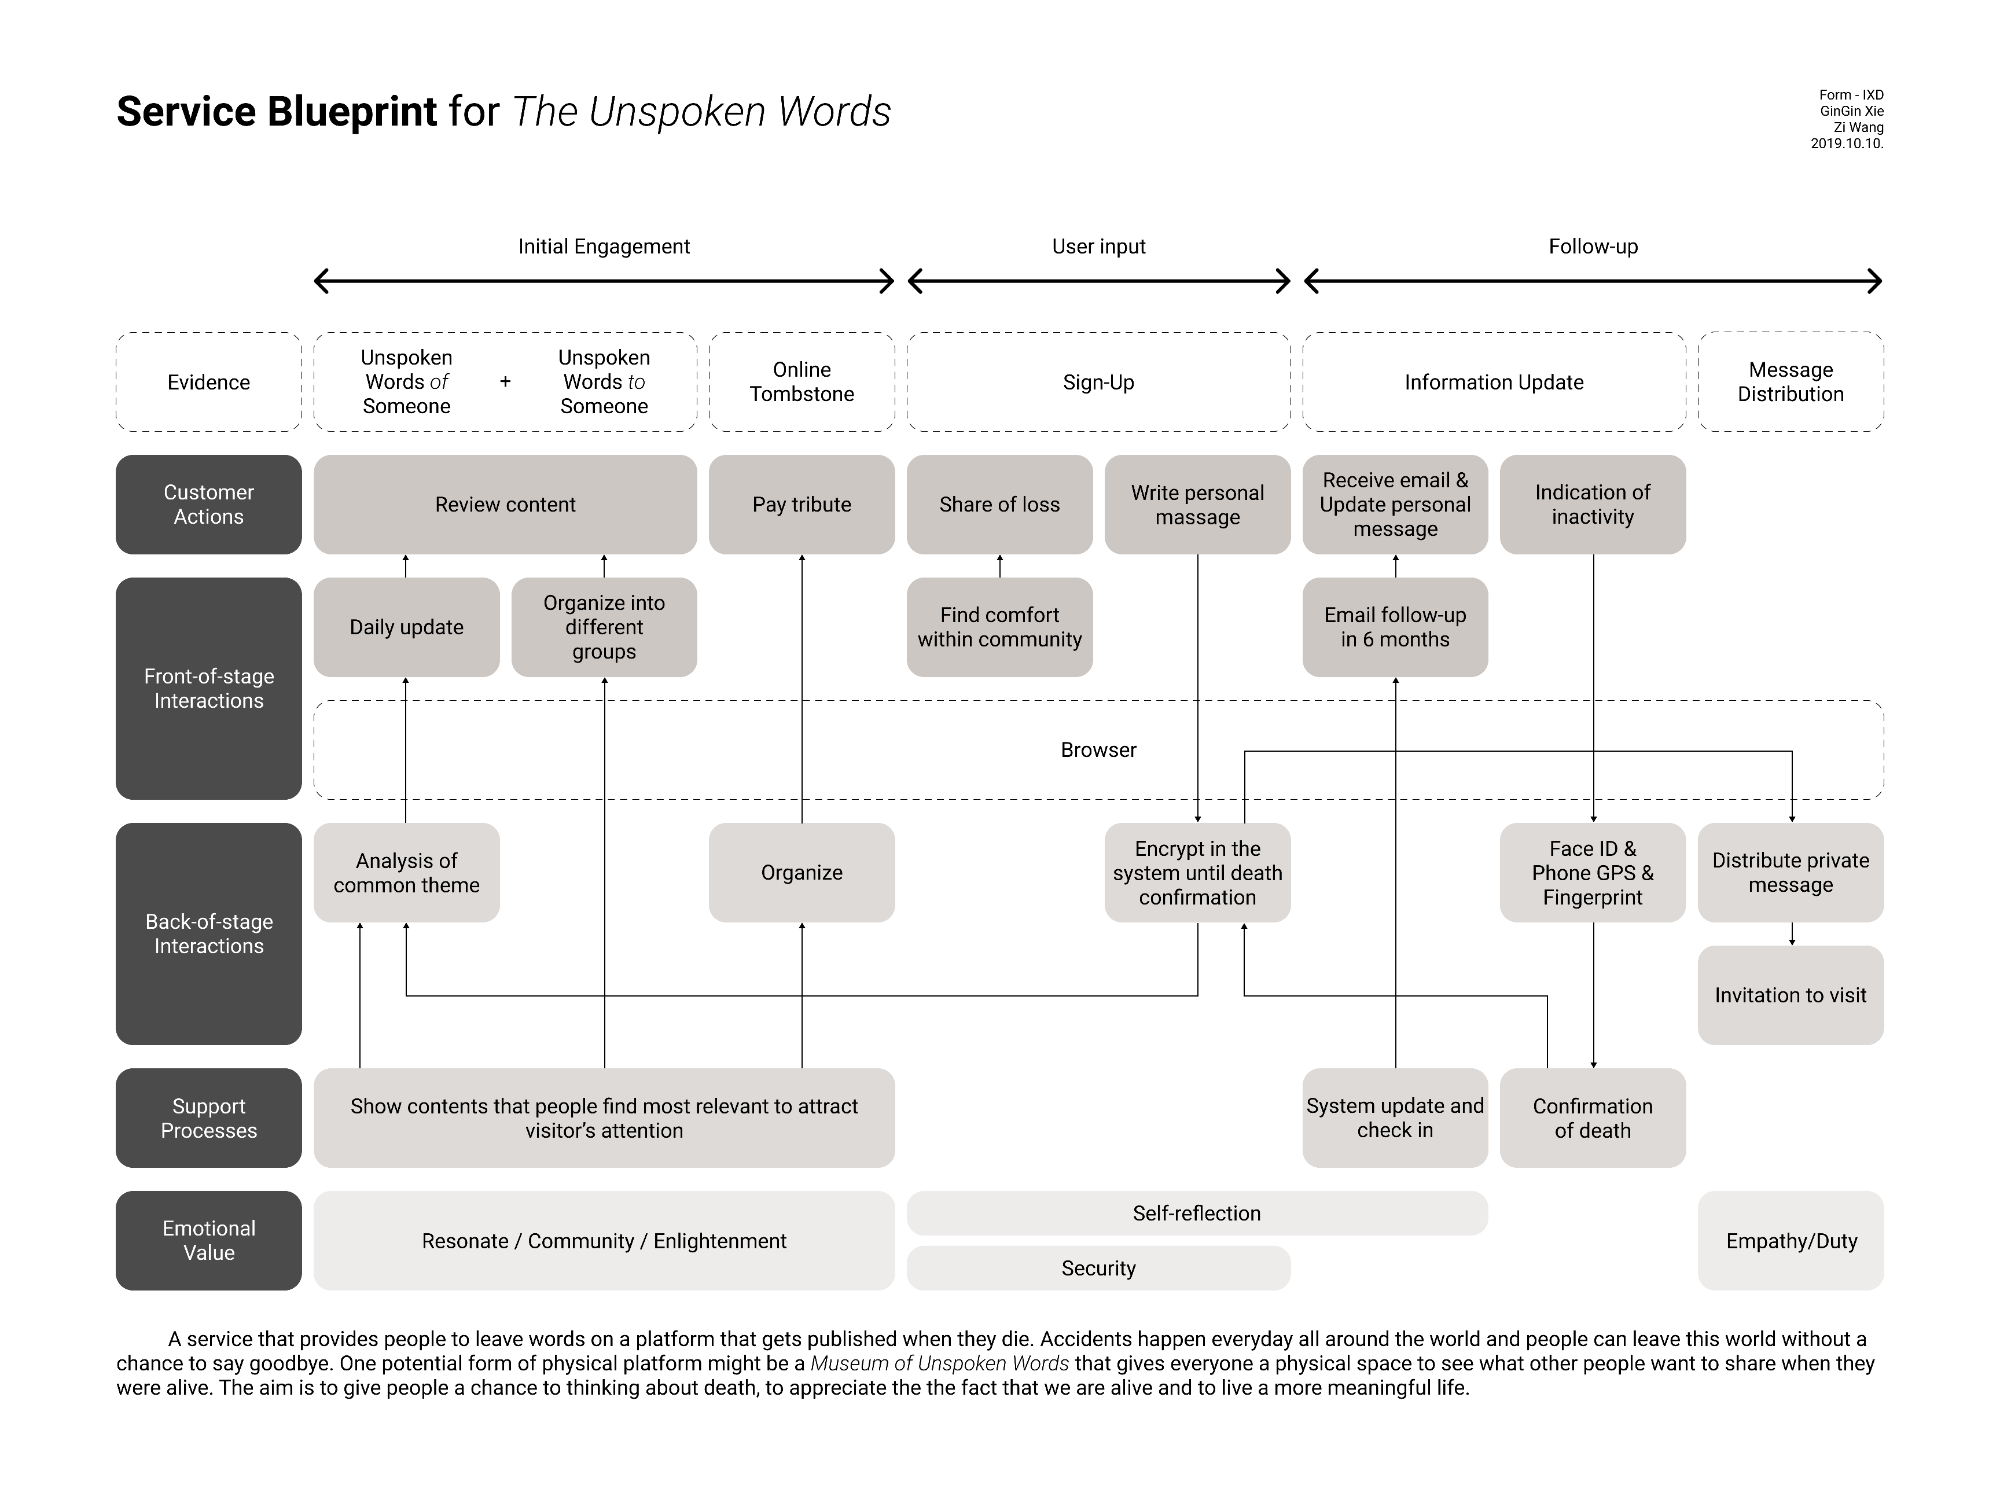 Service Blueprint for The Unspoken Words
Form - IXD
GinGin Xie
Zi Wang
2019.10.10.
Initial Engagement
User input
Follow-up
Evidence
Unspoken
Words of
Someone
+
Unspoken
Words to
Someone
Online
Tombstone
Sign-Up
Information Update
Message
Distribution
Customer
Actions
Review content
Pay tribute
Share of loss
Write personal
massage
Receive email &
Update personal
message
Indication of
inactivity
Front-of-stage
Interactions
Daily update
Organize into
different
groups
Find comfort
within community
Email follow-up
in 6 months
Browser
Back-of-stage
Interactions
Analysis of
common theme
Organize
Encrypt in the
system until death
confirmation
Face ID &
Phone GPS &
Fingerprint
Distribute private
message
Invitation to visit
Support
Processes
Show contents that people find most relevant to attract
visitor’s attention
System update and
check in
Confirmation
of death
Emotional
Value
Resonate / Community / Enlightenment
Self-reflection
Security
Empathy/Duty
A service that provides people to leave words on a platform that gets published when they die. Accidents happen everyday all around the world and people can leave this world without a
chance to say goodbye. One potential form of physical platform might be a Museum of Unspoken Words that gives everyone a physical space to see what other people want to share when they
were alive. The aim is to give people a chance to thinking about death, to appreciate the the fact that we are alive and to live a more meaningful life.